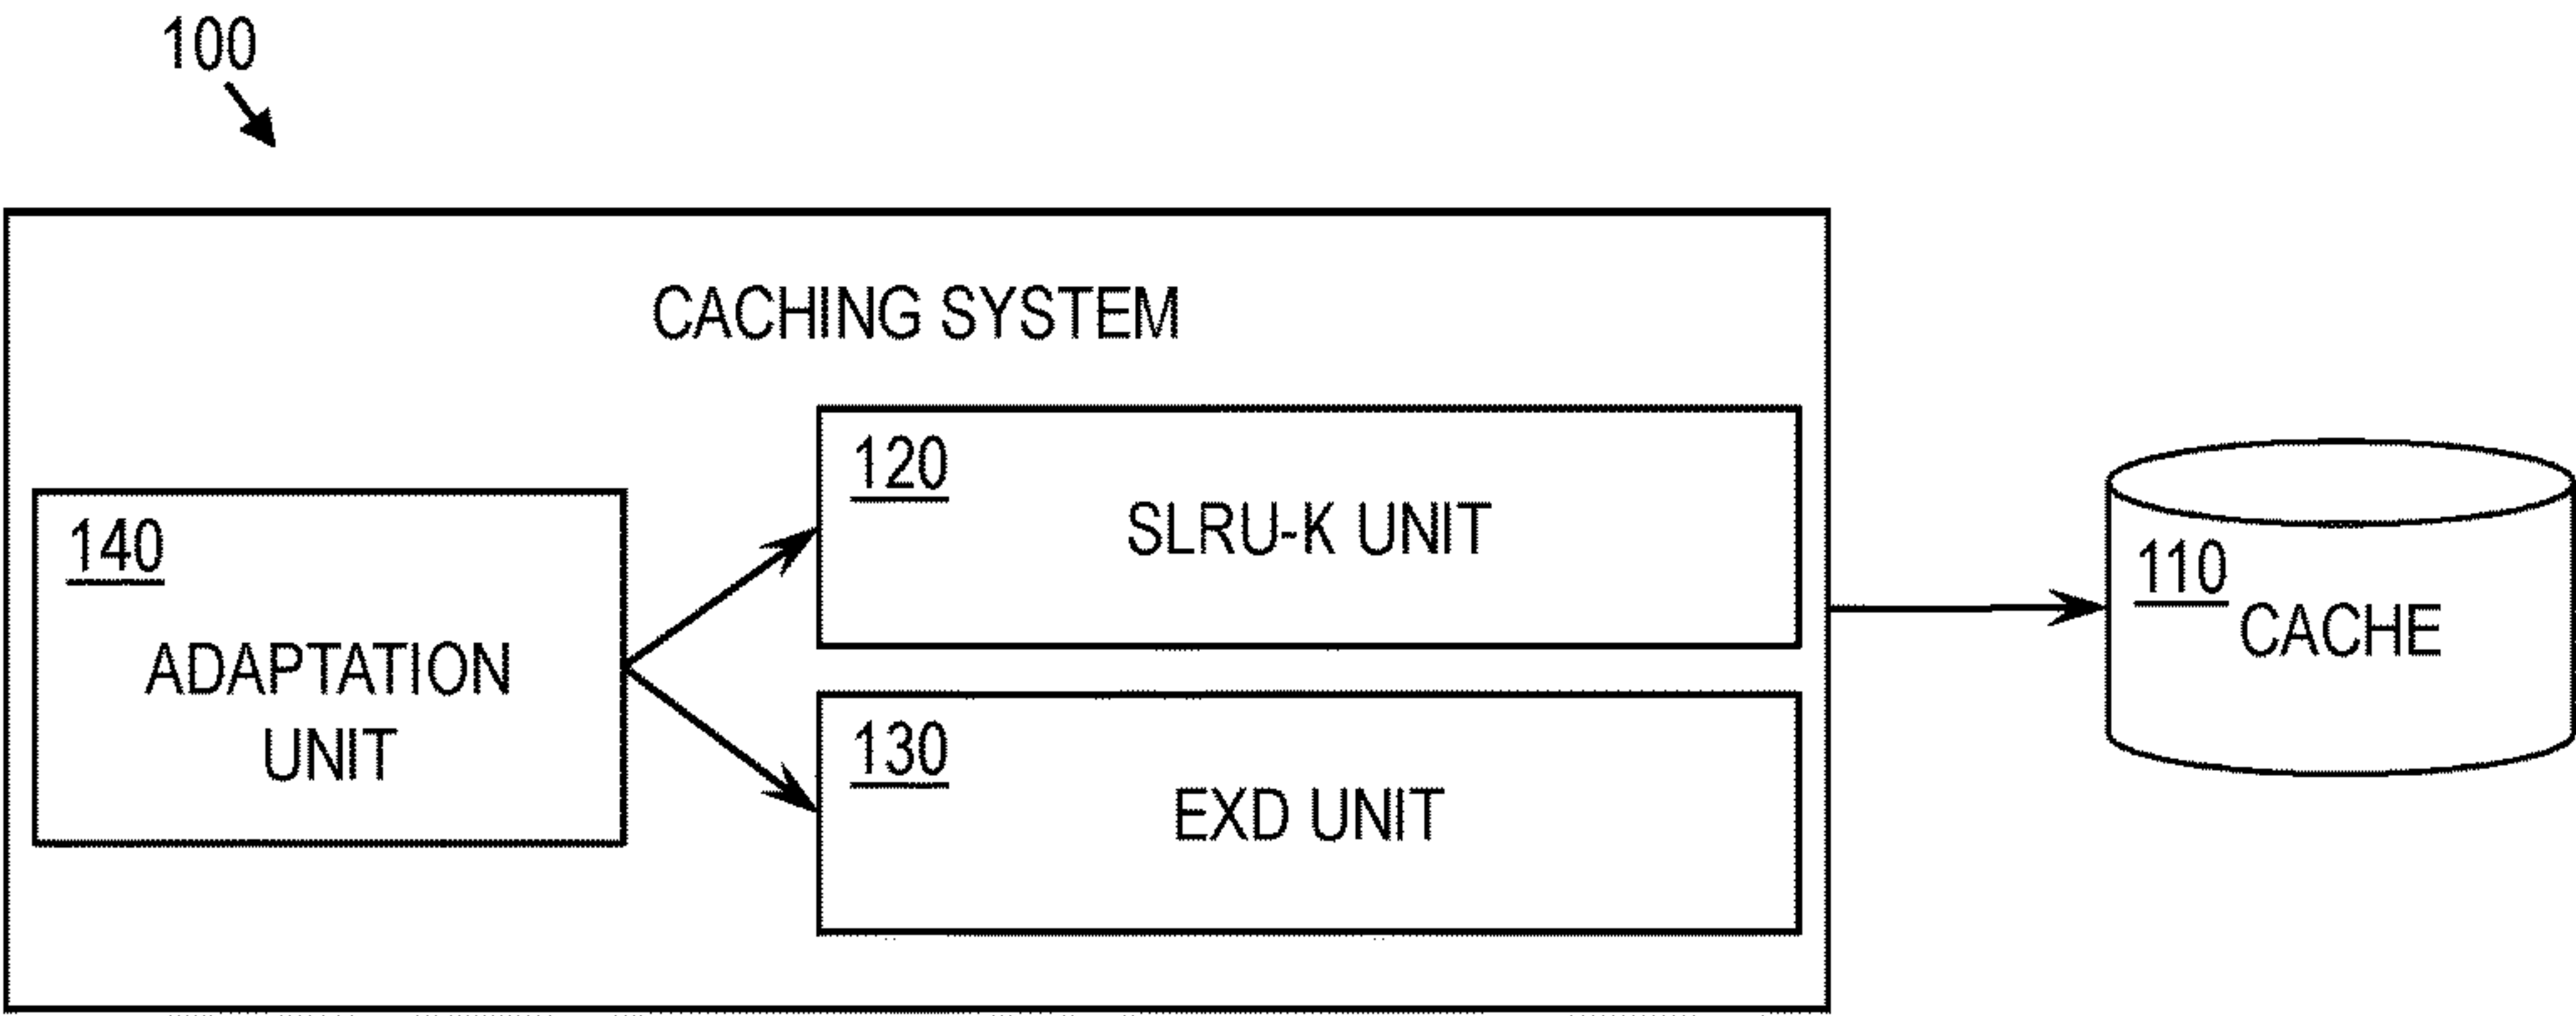 100
CACHING SYSTEM
140
ADAPTATION
UNIT
120
SLRU-K UNIT
130
EXD UNIT
110
CACHE